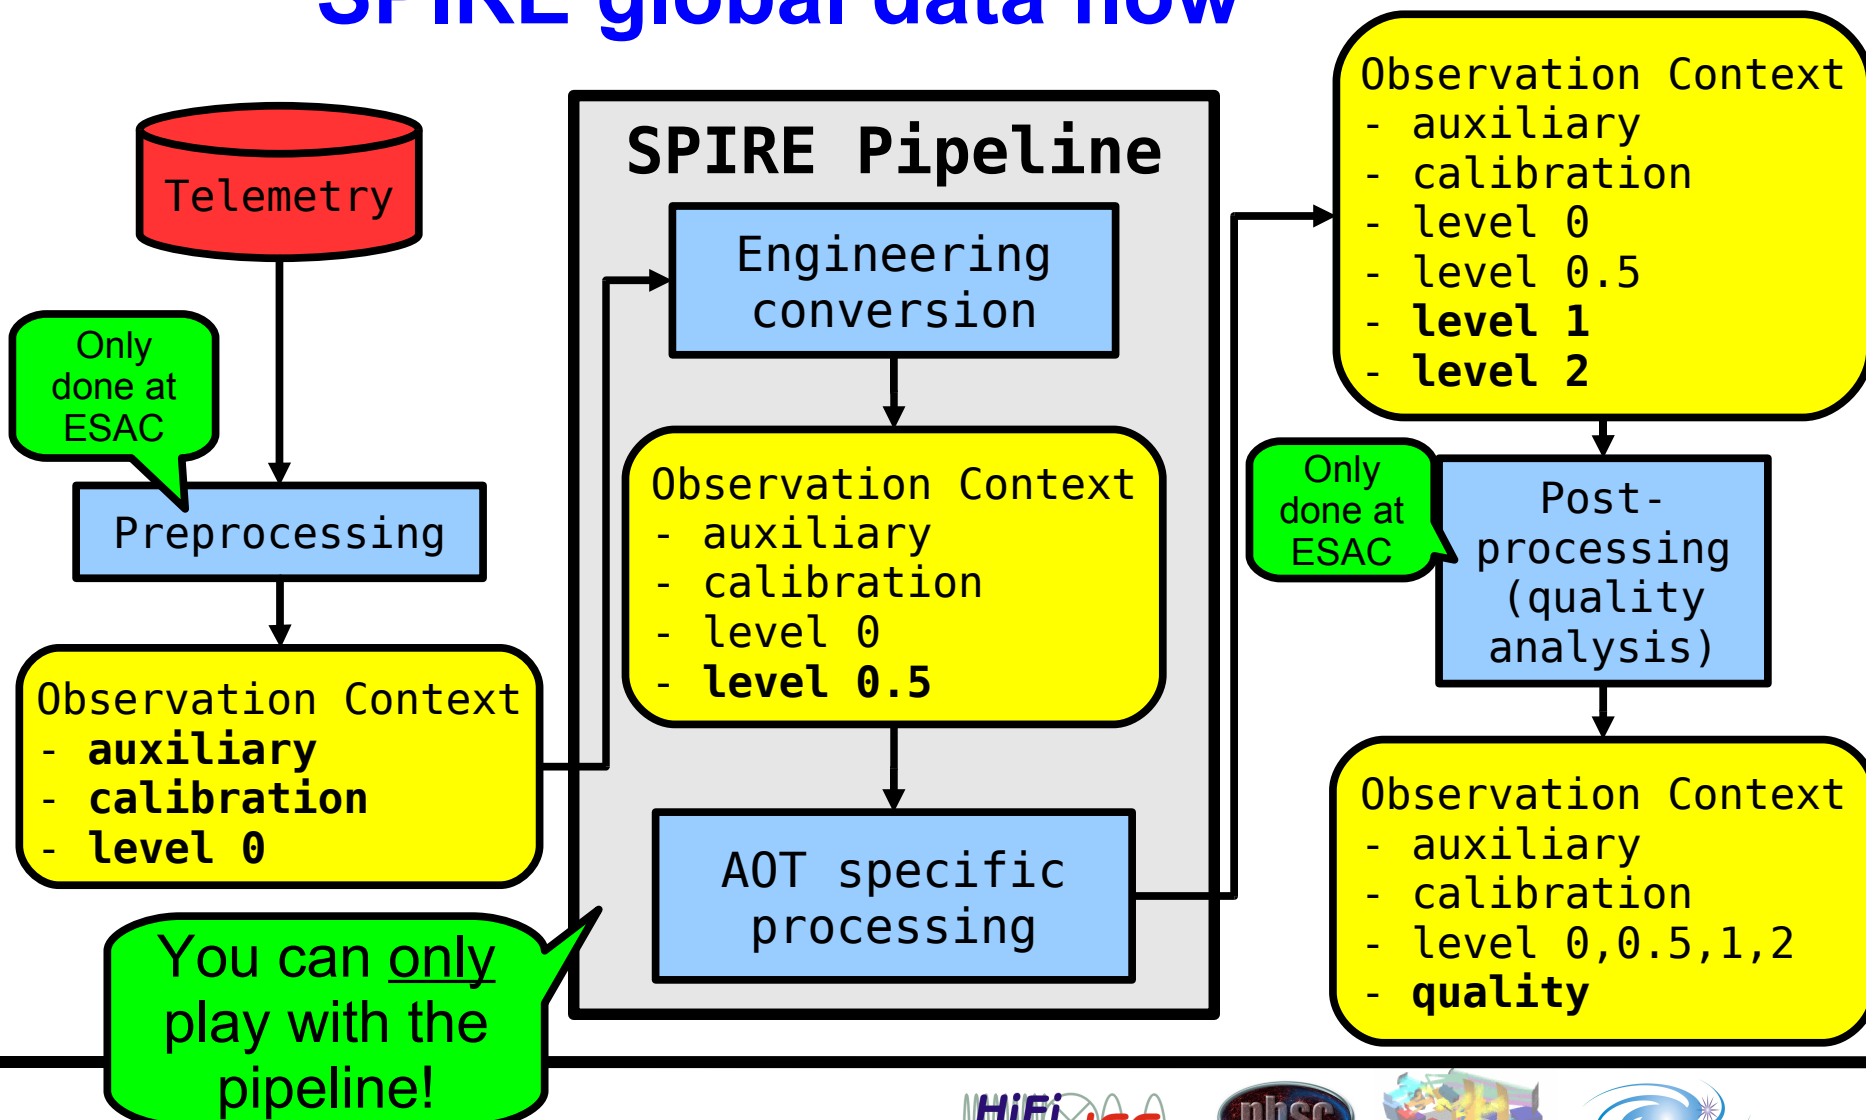 SPIRE global data flow
Telemetry
Only
done at
ESAC
Preprocessing
Observation Context
- auxiliary
- calibration
- level 0
You can only
play with the
pipeline!
SPIRE Pipeline
Engineering
conversion
Observation Context
- auxiliary
- calibration
- level 0
- level 0.5
AOT specific
processing
Observation Context
- auxiliary
- calibration
- level 0
- level 0.5
- level 1
- level 2
Only
done at
ESAC
Post-
processing
(quality
analysis)
Observation Context
- auxiliary
- calibration
- level 0,0.5,1,2
- quality
HiFi